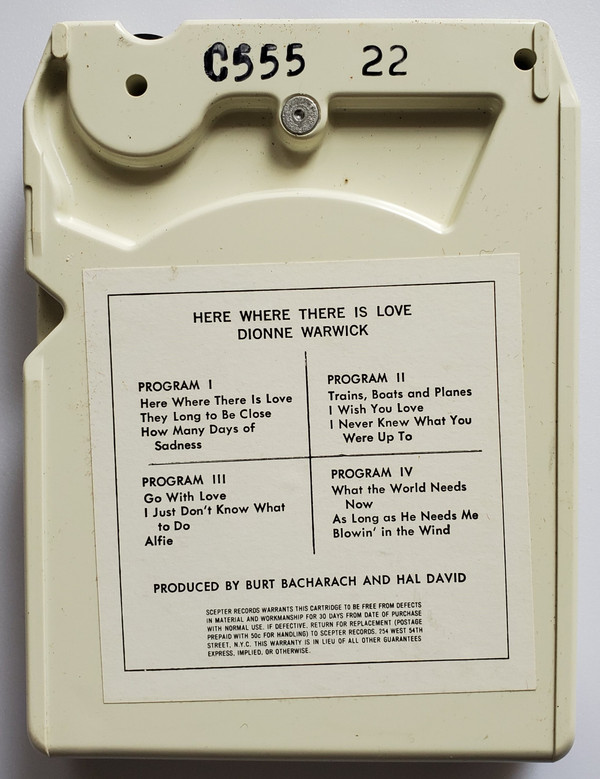 C555 22
HERE WHERE THERE IS LOVE
DIONNE WARWICK
PROGRAM I
Here Where There Is Love
They Long to Be Close
How Many Days of
Sadness
PROGRAM II
Trains, Boats and Planes
I Wish You Love
I Never Knew What You
Were Up To
PROGRAM III
Go With Love
I Just Don't Know What
to Do
Alfie
PROGRAM IV
What the World Needs
Now
As Long as He Needs Me
Blowin' in the Wind
PRODUCED BY BURT BACHARACH AND HAL DAVID
SCEPTER RECORDS WARRANTS THIS CARTRIDGE TO BE FREE FROM DEFECTS
IN MATERIAL AND WORKMANSHIP FOR 30 DAYS FROM DATE OF PURCHASE
WITH NORMAL USE. IF DEFECTIVE, RETURN FOR REPLACEMENT (POSTAGE
PREPAID WITH 50c FOR HANDLING) TO SCEPTER RECORDS, 254 WEST 54TH
STREET, N.Y.C. THIS WARRANTY IS IN LIEU OF ALL OTHER GUARANTEES
EXPRESS, IMPLIED, OR OTHERWISE.